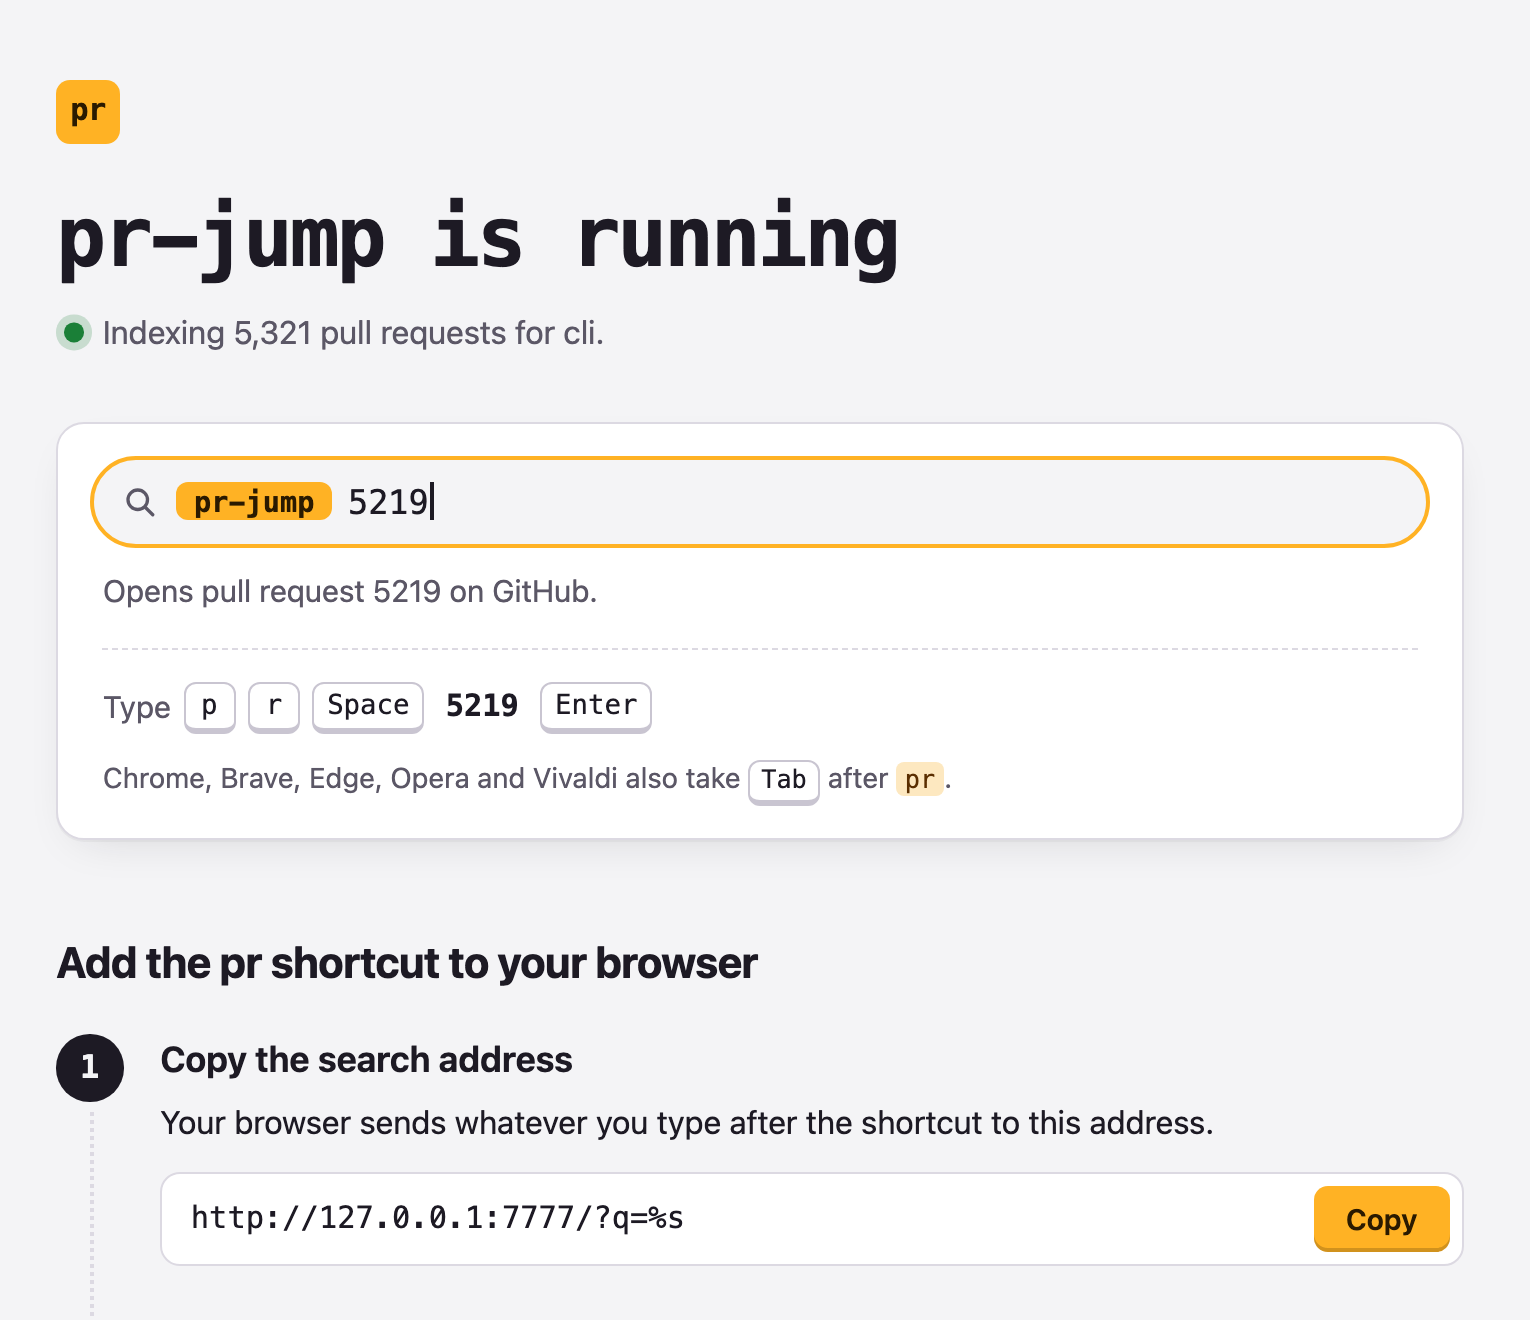 pr
pr-jump is running
Indexing 5,321 pull requests for cli.
pr-jump 5219
Opens pull request 5219 on GitHub.
Type p r Space 5219 Enter
Chrome, Brave, Edge, Opera and Vivaldi also take Tab after pr.
Add the pr shortcut to your browser
1 Copy the search address
Your browser sends whatever you type after the shortcut to this address.
http://127.0.0.1:7777/?q=%s Copy